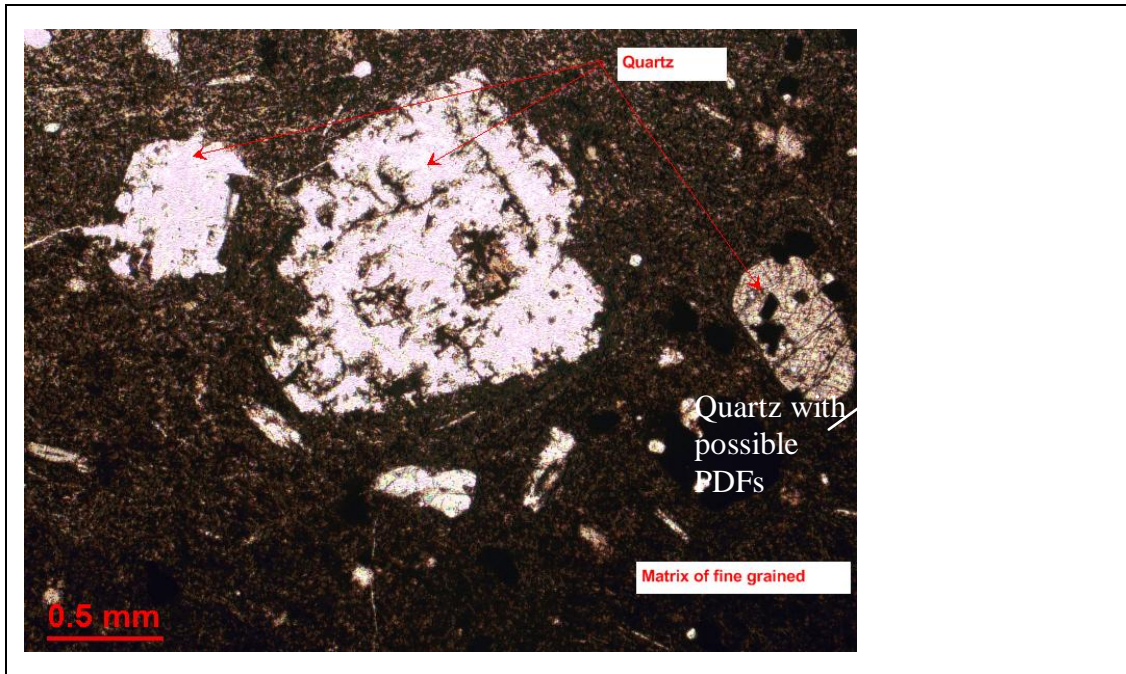 Quartz
Quartz with
possible
PDFs
Matrix of fine grained
0.5 mm